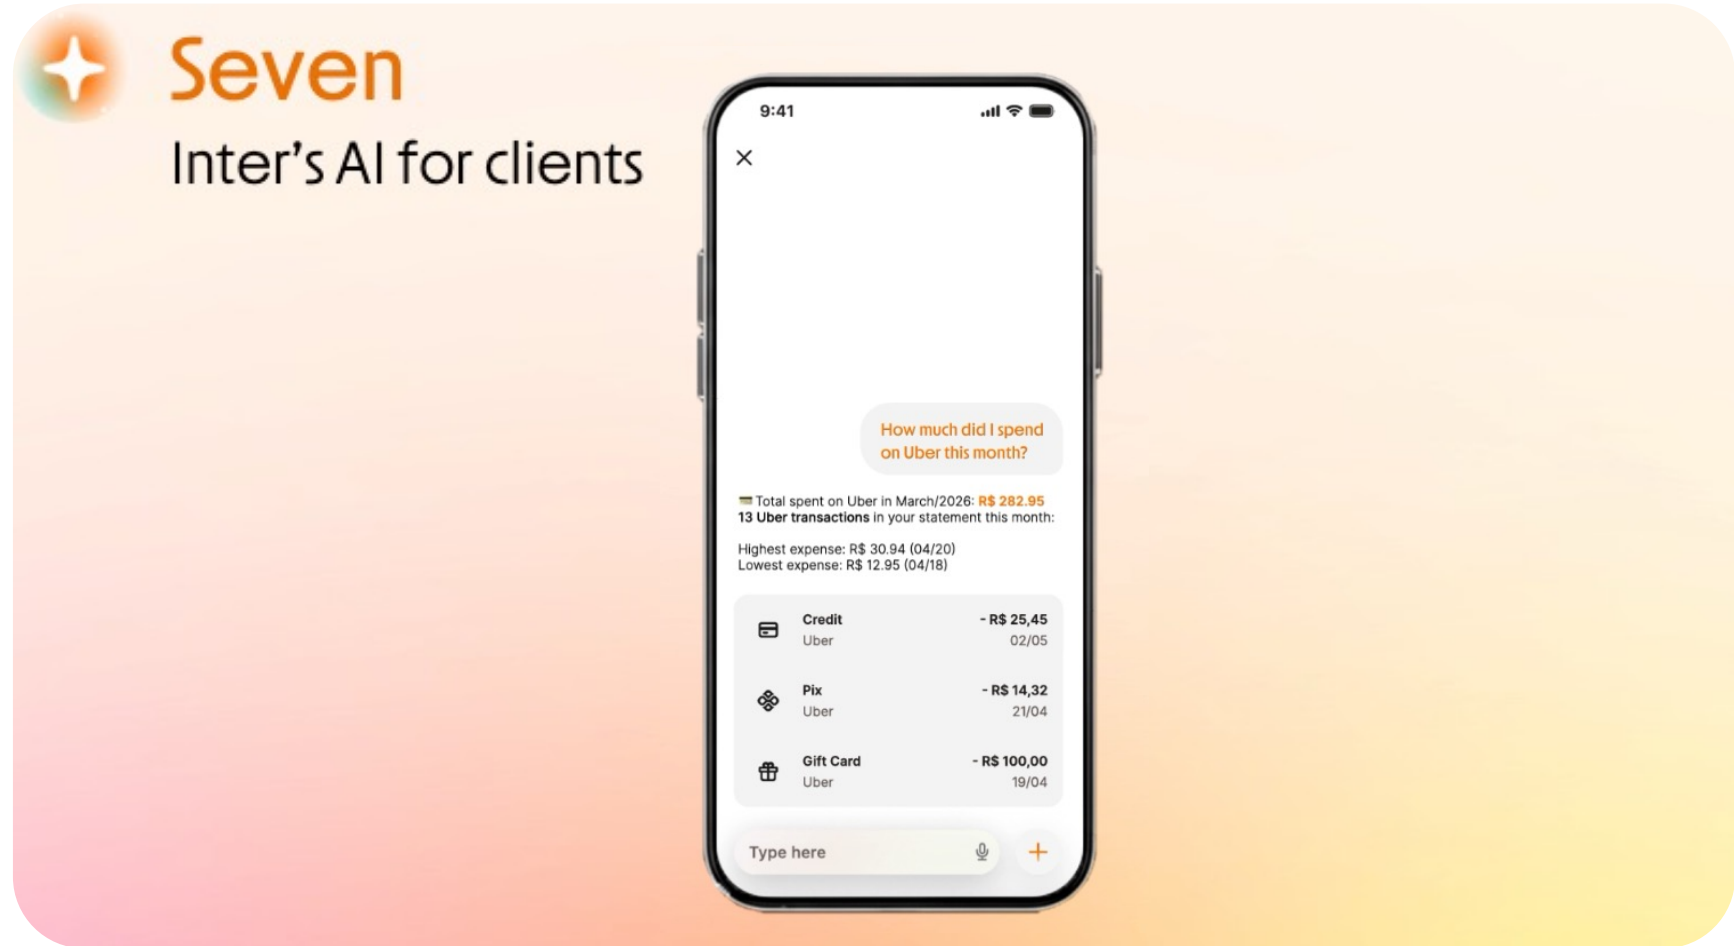 Seven
Inter's AI for clients
9:41
How much did I spend
on Uber this month?
Total spent on Uber in March/2026: R$ 282.95
13 Uber transactions in your statement this month:
Highest expense: R$ 30.94 (04/20)
Lowest expense: R$ 12.95 (04/18)
Credit - R$ 25,45
Uber 02/05
Pix - R$ 14,32
Uber 21/04
Gift Card - R$ 100,00
Uber 19/04
Type here